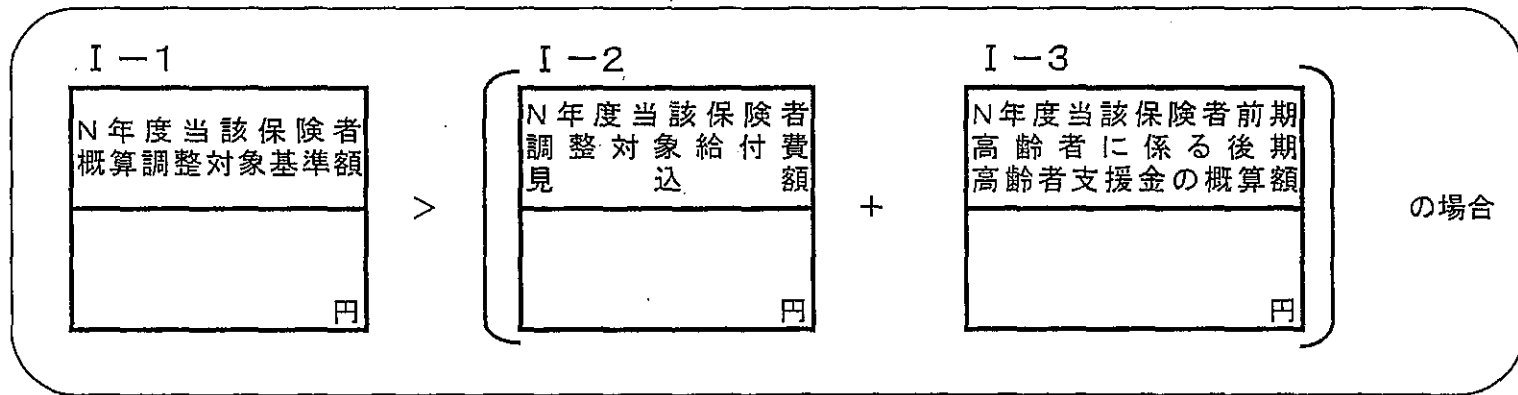 Ⅰ－1
N年度当該保険者
概算調整対象基準額
円
>
Ⅰ－2
N年度当該保険者
調整対象給付費
見込額
円
+
Ⅰ－3
N年度当該保険者前期
高齢者に係る後期
高齢者支援金の概算額
円
の場合